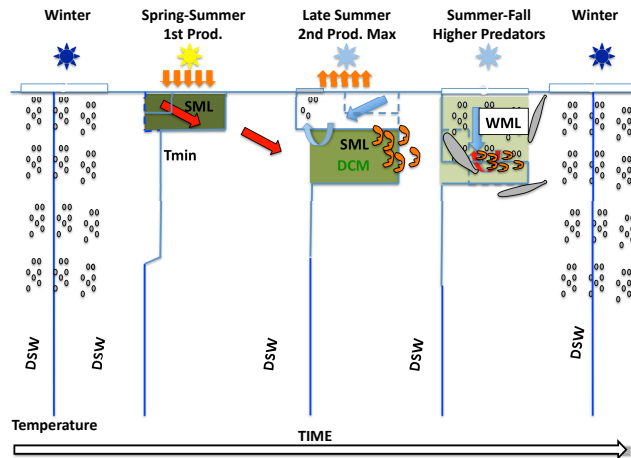 Winter
Spring-Summer
1st Prod.
Late Summer
2nd Prod. Max
Summer-Fall
Higher Predators
Winter
SML
WML
Tmin
SML
DCM
DSW
DSW
DSW
DSW
DSW
DSW
Temperature
TIME